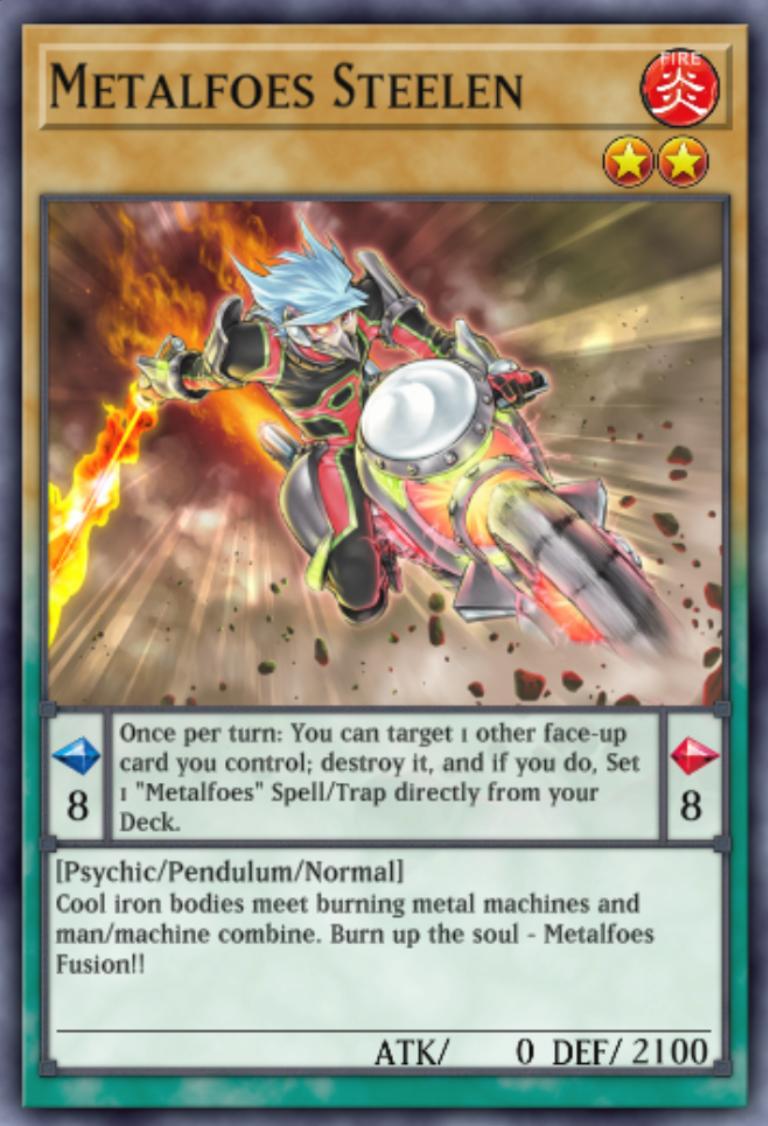 METALFOES STEELEN
FIRE
炎
Once per turn: You can target 1 other face-up
card you control; destroy it, and if you do, Set
1 "Metalfoes" Spell/Trap directly from your
Deck.
8
8
[Psychic/Pendulum/Normal]
Cool iron bodies meet burning metal machines and
man/machine combine. Burn up the soul - Metalfoes
Fusion!!
ATK/ 0 DEF/ 2100